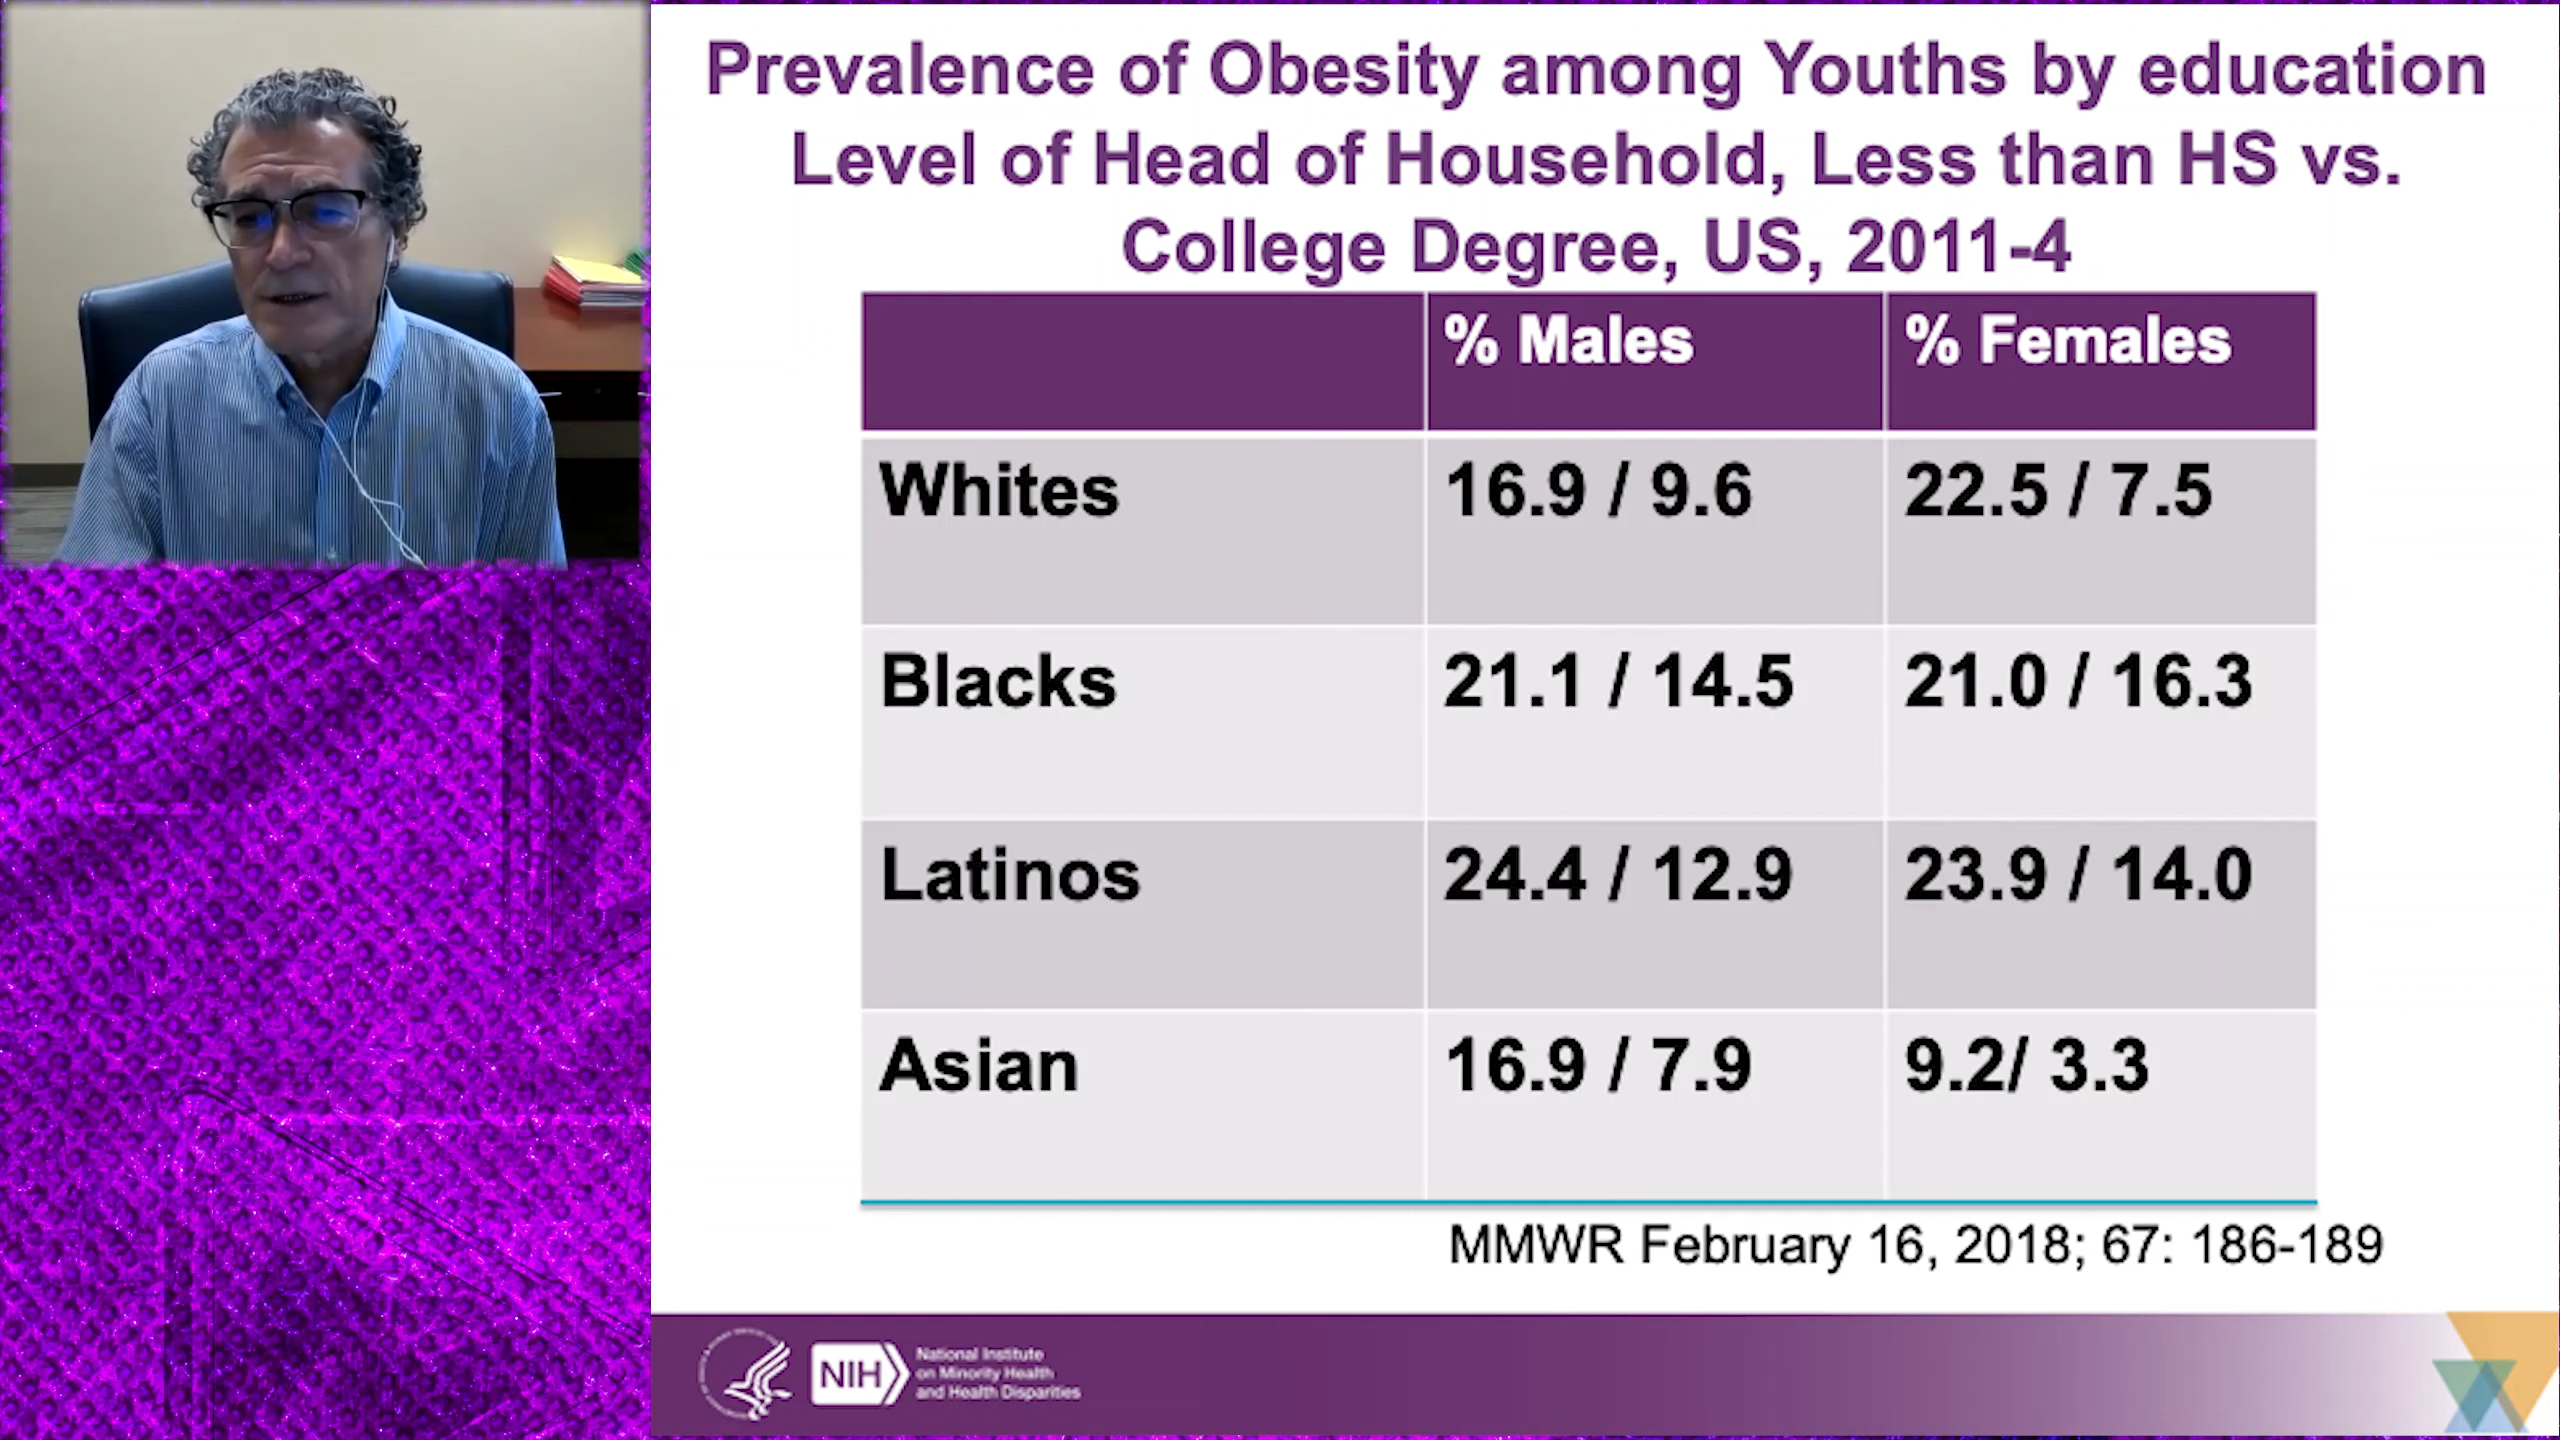 Prevalence of Obesity among Youths by education
Level of Head of Household, Less than HS vs.
College Degree, US, 2011-4
% Males % Females
Whites 16.9 / 9.6 22.5 / 7.5
Blacks 21.1 / 14.5 21.0 / 16.3
Latinos 24.4 / 12.9 23.9 / 14.0
Asian 16.9 / 7.9 9.2/ 3.3
MMWR February 16, 2018; 67: 186-189
NIH
National Institute
on Minority Health
and Health Disparities